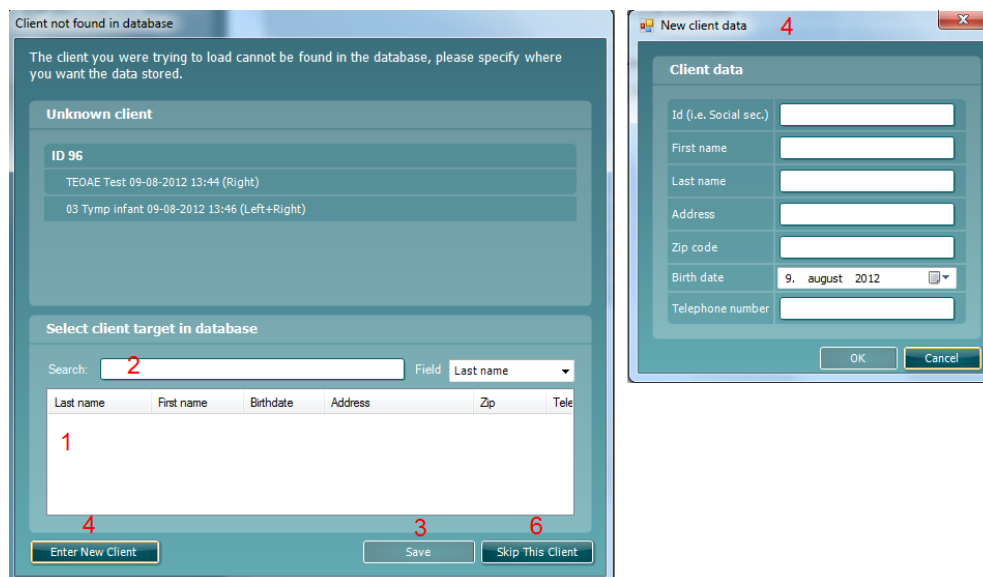 Client not found in database
The client you were trying to load cannot be found in the database, please specify where
you want the data stored.
Unknown client
ID 96
TEOAE Test 09-08-2012 13:44 (Right)
03 Tymp infant 09-08-2012 13:46 (Left+Right)
Select client target in database
Search: 2 Field Last name
Last name First name Birthdate Address Zip Tele
1
4 3 6
Enter New Client Save Skip This Client
New client data 4
Client data
Id (i.e. Social sec.)
First name
Last name
Address
Zip code
Birth date 9. august 2012
Telephone number
OK Cancel